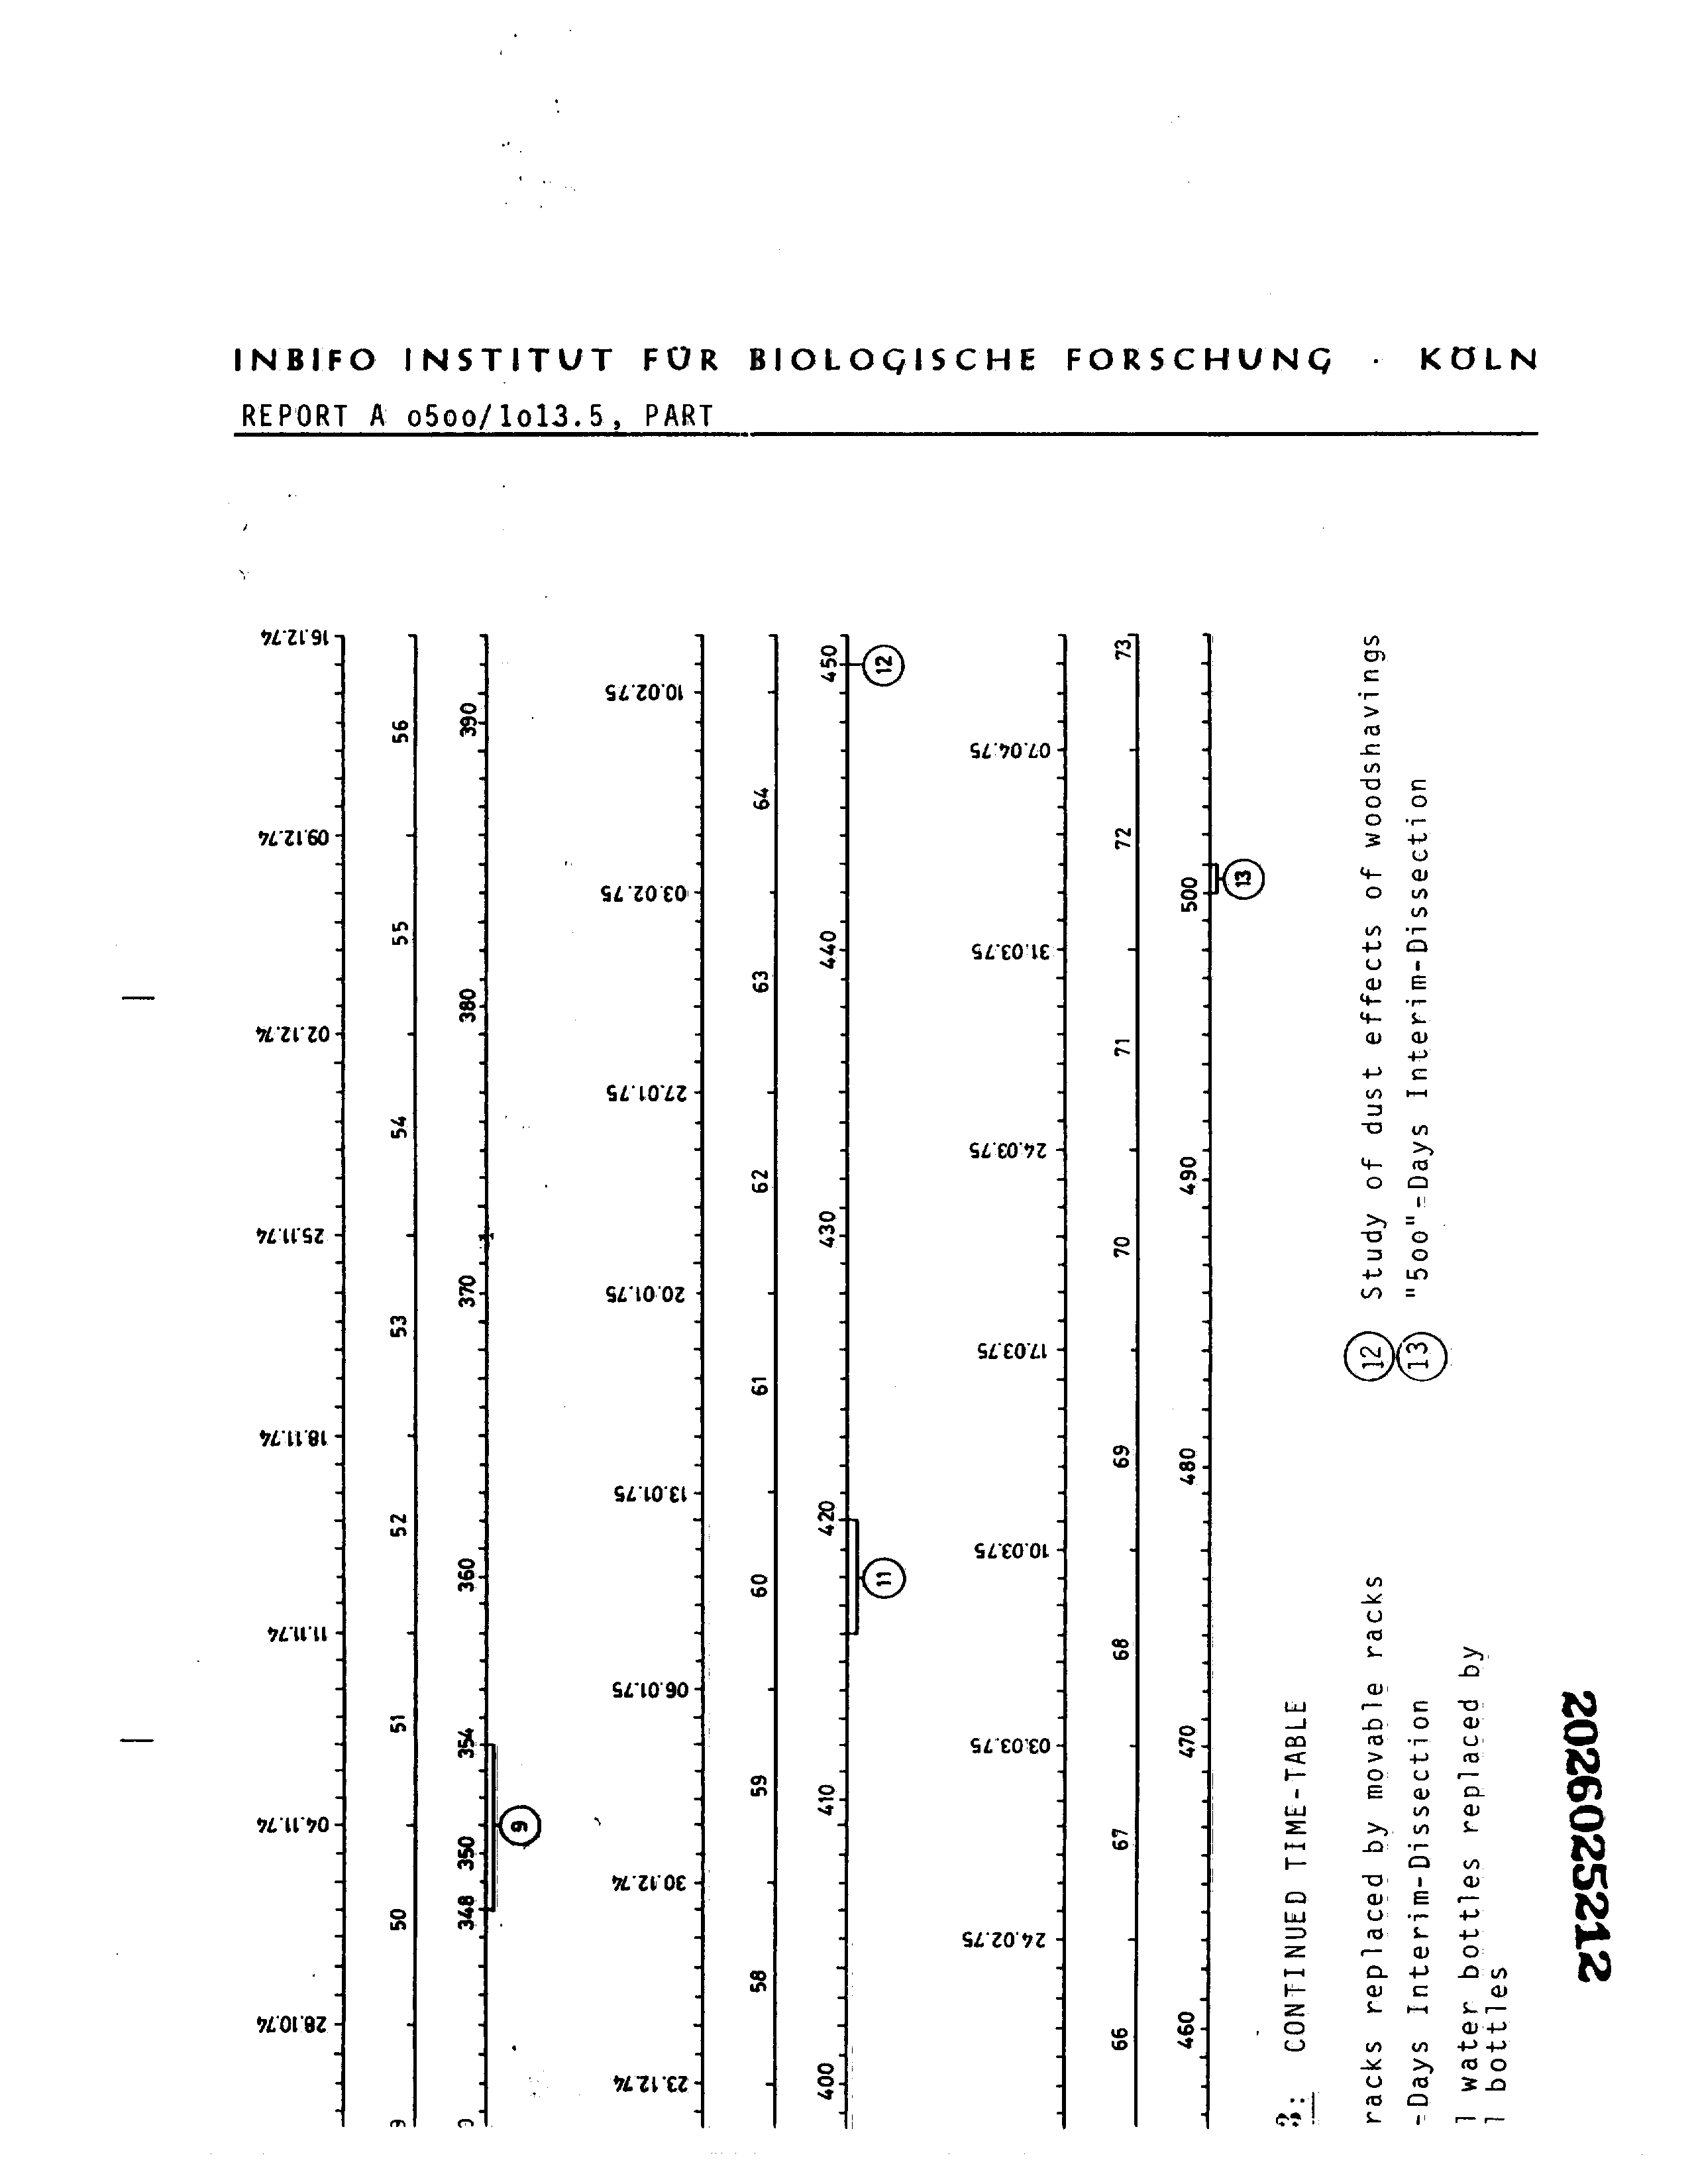 INBIFO INSTITUT FÜR BIOLOGISCHE FORSCHUNG · KÖLN
REPORT A o5oo/1o13.5, PART
28.10.74 04.11.74 11.11.74 18.11.74 25.11.74 02.12.74 09.12.74 16.12.74
50 51 52 53 54 55 56
348 350 354 360 370 380 390
9
23.12.74 30.12.74 06.01.75 13.01.75 20.01.75 27.01.75 03.02.75 10.02.75
58 59 60 61 62 63 64
400 410 420 430 440 450
11 12
24.02.75 03.03.75 10.03.75 17.03.75 24.03.75 31.03.75 07.04.75
66 67 68 69 70 71 72 73
460 470 480 490 500
13
3: CONTINUED TIME-TABLE
racks replaced by movable racks
-Days Interim-Dissection
l water bottles replaced by
l bottles
12 Study of dust effects of woodshavings
13 "5oo"-Days Interim-Dissection
2026025212